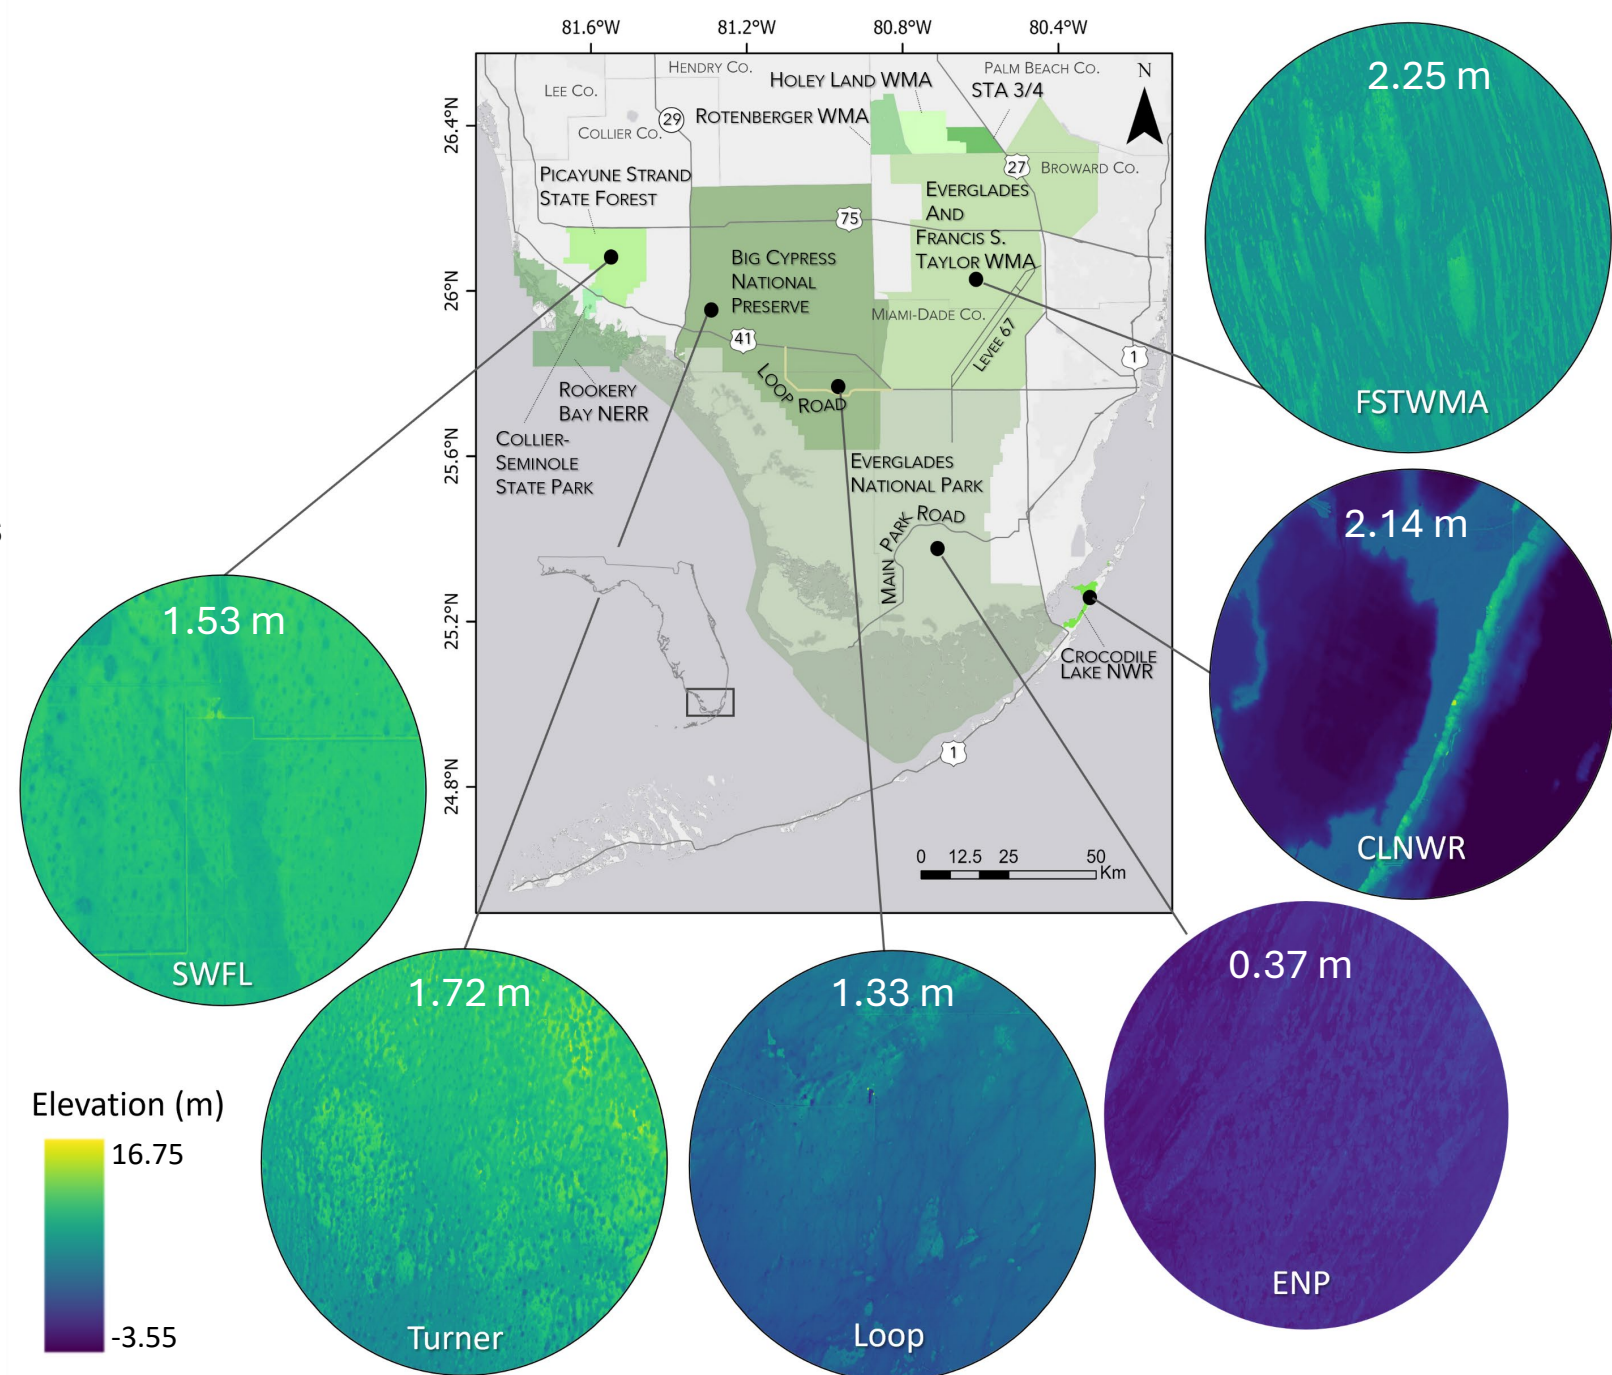 81.6°W
81.2°W
80.8°W
80.4°W
26.4°N
26°N
25.6°N
25.2°N
24.8°N
HENDRY CO.
LEE CO.
COLLIER CO.
29
HOLEY LAND WMA
ROTENBERGER WMA
PALM BEACH CO.
STA 3/4
N
27
BROWARD CO.
PICAYUNE STRAND
STATE FOREST
75
EVERGLADES
AND
FRANCIS S.
TAYLOR WMA
BIG CYPRESS
NATIONAL
PRESERVE
MIAMI-DADE CO.
LEVEE 67
41
1
LOOP ROAD
ROOKERY
BAY NERR
COLLIER-
SEMINOLE
STATE PARK
EVERGLADES
NATIONAL PARK
MAIN PARK ROAD
CROCODILE
LAKE NWR
1
0 12.5 25 50
Km
2.25 m
FSTWMA
2.14 m
CLNWR
1.53 m
SWFL
1.72 m
Turner
1.33 m
Loop
0.37 m
ENP
Elevation (m)
16.75
-3.55